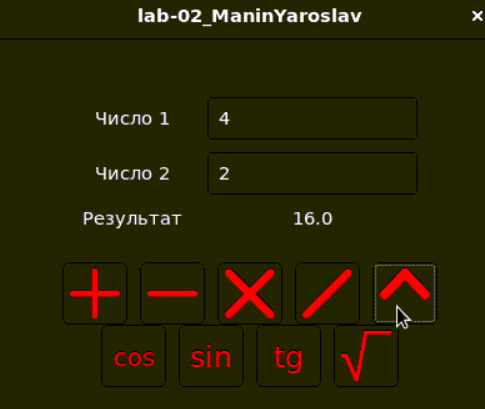 lab-02_ManinYaroslav ×
Число 1 4
Число 2 2
Результат 16.0
cos sin tg √